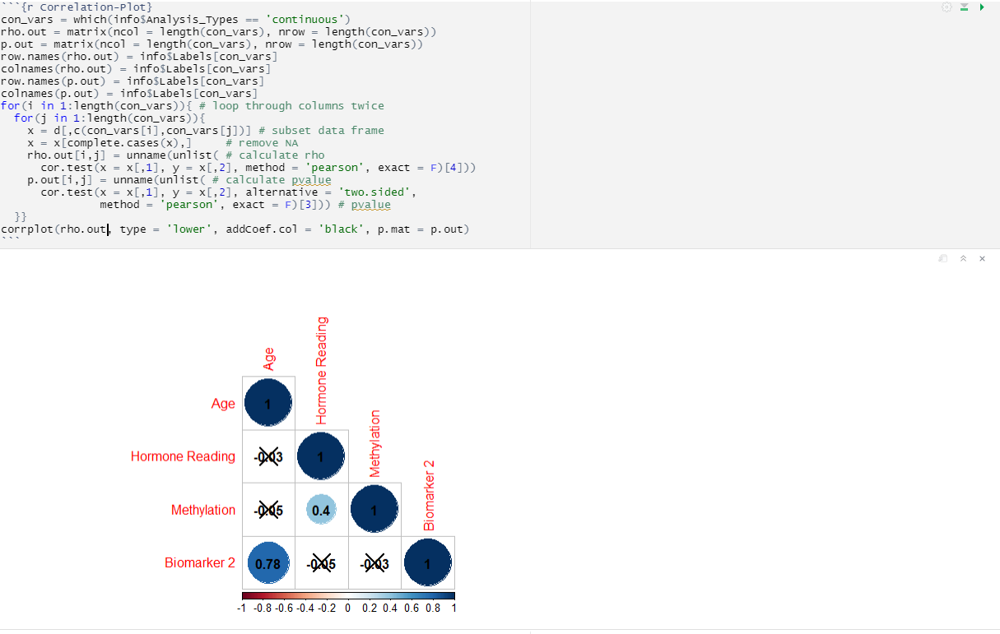 ```{r Correlation-Plot}
con_vars = which(info$Analysis_Types == 'continuous')
rho.out = matrix(ncol = length(con_vars), nrow = length(con_vars))
p.out = matrix(ncol = length(con_vars), nrow = length(con_vars))
row.names(rho.out) = info$Labels[con_vars]
colnames(rho.out) = info$Labels[con_vars]
row.names(p.out) = info$Labels[con_vars]
colnames(p.out) = info$Labels[con_vars]
for(i in 1:length(con_vars)){ # loop through columns twice
  for(j in 1:length(con_vars)){
    x = d[,c(con_vars[i],con_vars[j])] # subset data frame
    x = x[complete.cases(x),]     # remove NA
    rho.out[i,j] = unname(unlist( # calculate rho
      cor.test(x = x[,1], y = x[,2], method = 'pearson', exact = F)[4]))
    p.out[i,j] = unname(unlist( # calculate pvalue
      cor.test(x = x[,1], y = x[,2], alternative = 'two.sided',
               method = 'pearson', exact = F)[3])) # pvalue
  }}
corrplot(rho.out, type = 'lower', addCoef.col = 'black', p.mat = p.out)
```
Age
Hormone Reading
Methylation
Biomarker 2
Age 1
Hormone Reading -0.03 1
Methylation -0.05 0.4 1
Biomarker 2 0.78 -0.05 -0.03 1
-1 -0.8 -0.6 -0.4 -0.2 0 0.2 0.4 0.6 0.8 1